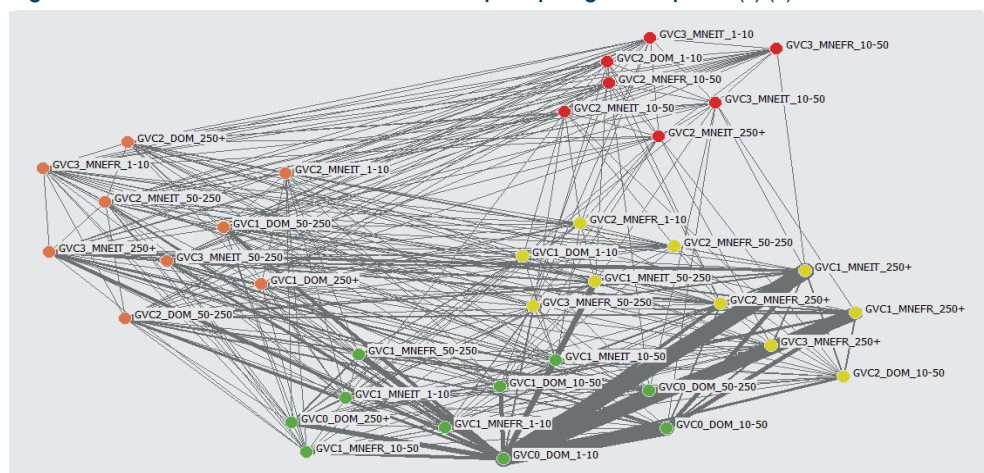 GVC3_MNEIT_1-10
GVC3_MNEFR_10-50
GVC2_DOM_1-10
GVC2_MNEFR_10-50
GVC3_MNEIT_10-50
GVC2_MNEIT_10-50
GVC2_MNEIT_250+
GVC2_DOM_250+
GVC3_MNEFR_1-10
GVC2_MNEIT_1-10
GVC2_MNEIT_50-250
GVC2_MNEFR_1-10
GVC1_DOM_50-250
GVC2_MNEFR_50-250
GVC3_MNEIT_250+
GVC1_DOM_1-10
GVC3_MNEIT_50-250
GVC1_MNEIT_250+
GVC1_DOM_250+
GVC1_MNEIT_50-250
GVC3_MNEFR_50-250
GVC2_MNEFR_250+
GVC1_MNEFR_250+
GVC2_DOM_50-250
GVC3_MNEFR_250+
GVC1_MNEFR_50-250
GVC1_MNEIT_10-50
GVC2_DOM_10-50
GVC1_DOM_10-50
GVC0_DOM_50-250
GVC1_MNEIT_1-10
GVC0_DOM_250+
GVC1_MNEFR_1-10
GVC0_DOM_10-50
GVC1_MNEFR_10-50
GVC0_DOM_1-10